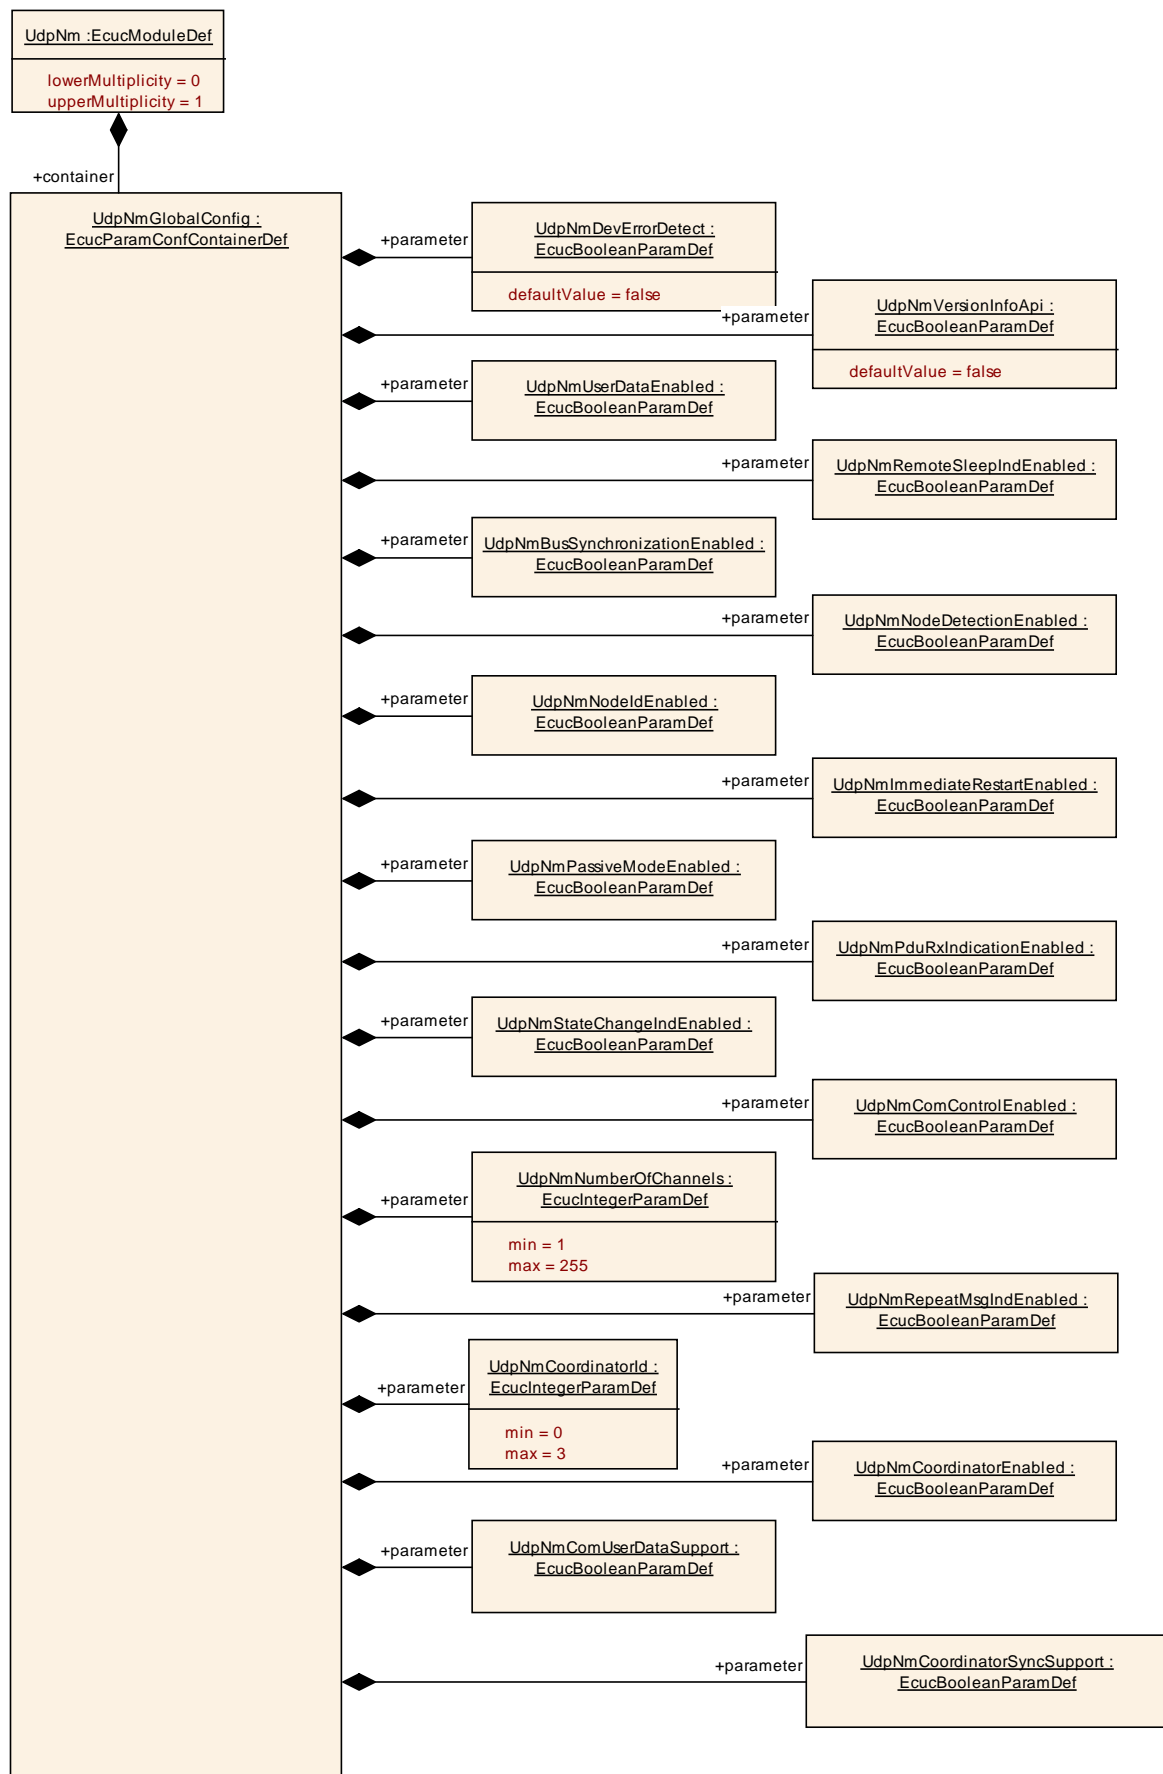 UdpNm :EcucModuleDef
lowerMultiplicity = 0
upperMultiplicity = 1
+container
UdpNmGlobalConfig :
EcucParamConfContainerDef
+parameter
UdpNmDevErrorDetect :
EcucBooleanParamDef
defaultValue = false
+parameter
UdpNmVersionInfoApi :
EcucBooleanParamDef
defaultValue = false
+parameter
UdpNmUserDataEnabled :
EcucBooleanParamDef
+parameter
UdpNmRemoteSleepIndEnabled :
EcucBooleanParamDef
+parameter
UdpNmBusSynchronizationEnabled :
EcucBooleanParamDef
+parameter
UdpNmNodeDetectionEnabled :
EcucBooleanParamDef
+parameter
UdpNmNodeIdEnabled :
EcucBooleanParamDef
+parameter
UdpNmImmediateRestartEnabled :
EcucBooleanParamDef
+parameter
UdpNmPassiveModeEnabled :
EcucBooleanParamDef
+parameter
UdpNmPduRxIndicationEnabled :
EcucBooleanParamDef
+parameter
UdpNmStateChangeIndEnabled :
EcucBooleanParamDef
+parameter
UdpNmComControlEnabled :
EcucBooleanParamDef
+parameter
UdpNmNumberOfChannels :
EcucIntegerParamDef
min = 1
max = 255
+parameter
UdpNmRepeatMsgIndEnabled :
EcucBooleanParamDef
+parameter
UdpNmCoordinatorId :
EcucIntegerParamDef
min = 0
max = 3
+parameter
UdpNmCoordinatorEnabled :
EcucBooleanParamDef
+parameter
UdpNmComUserDataSupport :
EcucBooleanParamDef
+parameter
UdpNmCoordinatorSyncSupport :
EcucBooleanParamDef